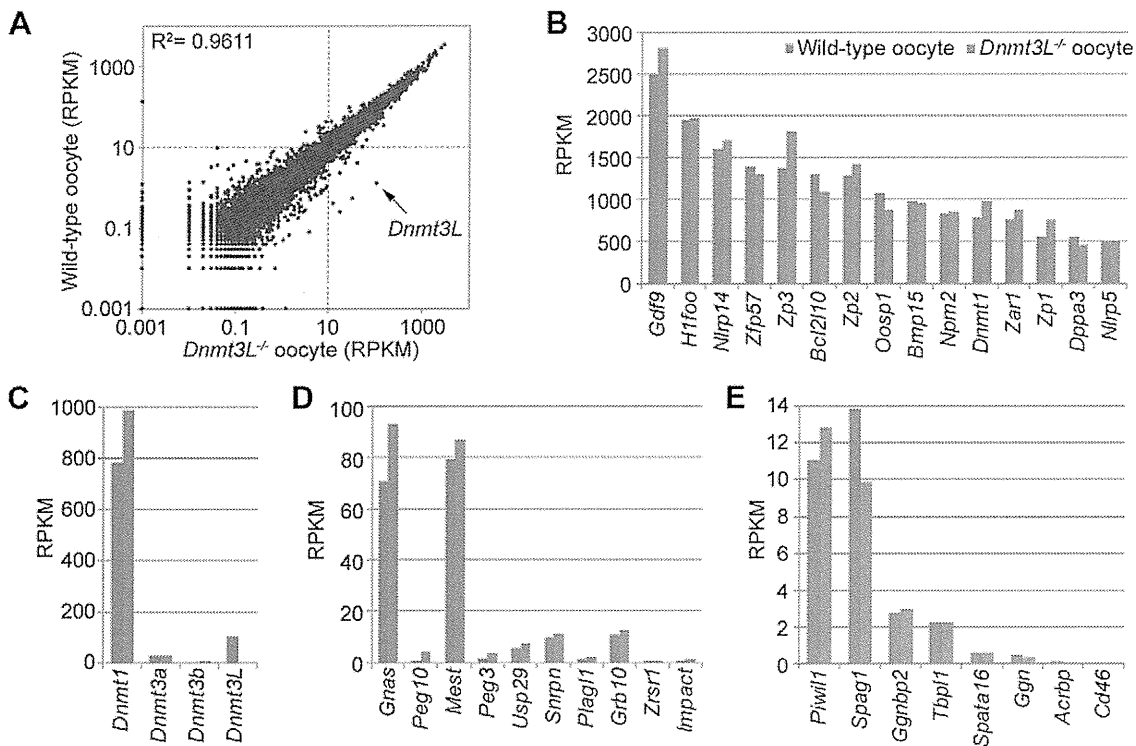 A
R²= 0.9611
Wild-type oocyte (RPKM)
1000
10
0.1
0.001
0.001
0.1
10
1000
Dnmt3L
Dnmt3L-/- oocyte (RPKM)
B
Wild-type oocyte
Dnmt3L-/- oocyte
RPKM
3000
2500
2000
1500
1000
500
0
Gdf9
H1foo
Nlrp14
Zfp57
Zp3
Bcl2l10
Zp2
Oosp1
Bmp15
Npm2
Dnmt1
Zar1
Zp1
Dppa3
Nlrp5
C
RPKM
1000
800
600
400
200
0
Dnmt1
Dnmt3a
Dnmt3b
Dnmt3L
D
RPKM
100
80
60
40
20
0
Gnas
Peg10
Mest
Peg3
Usp29
Snrpn
Plagl1
Grb10
Zrsr1
Impact
E
RPKM
14
12
10
8
6
4
2
0
Piwil1
Spag1
Ggnbp2
Tbpl1
Spata16
Ggn
Acrbp
Cd46